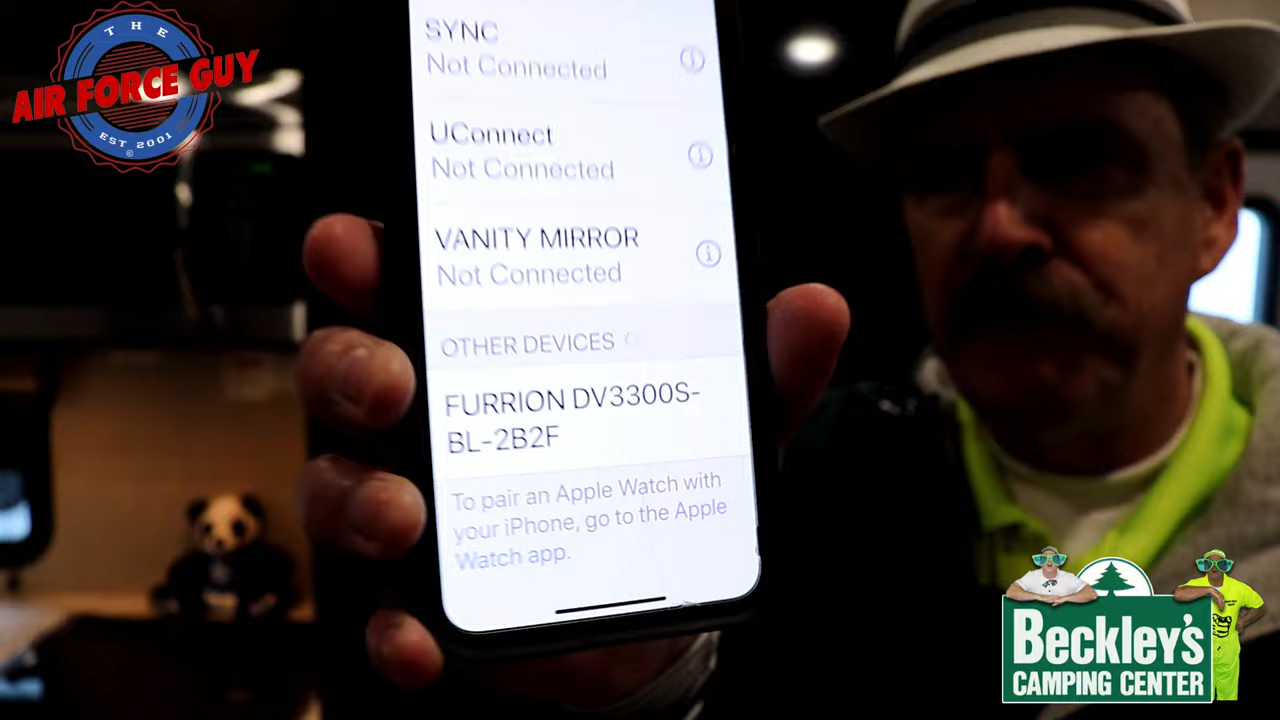 THE
AIR FORCE GUY
EST 2001
©
SYNC
Not Connected
UConnect
Not Connected
VANITY MIRROR
Not Connected
OTHER DEVICES
FURRION DV3300S-
BL-2B2F
To pair an Apple Watch with
your iPhone, go to the Apple
Watch app.
Beckley's
CAMPING CENTER